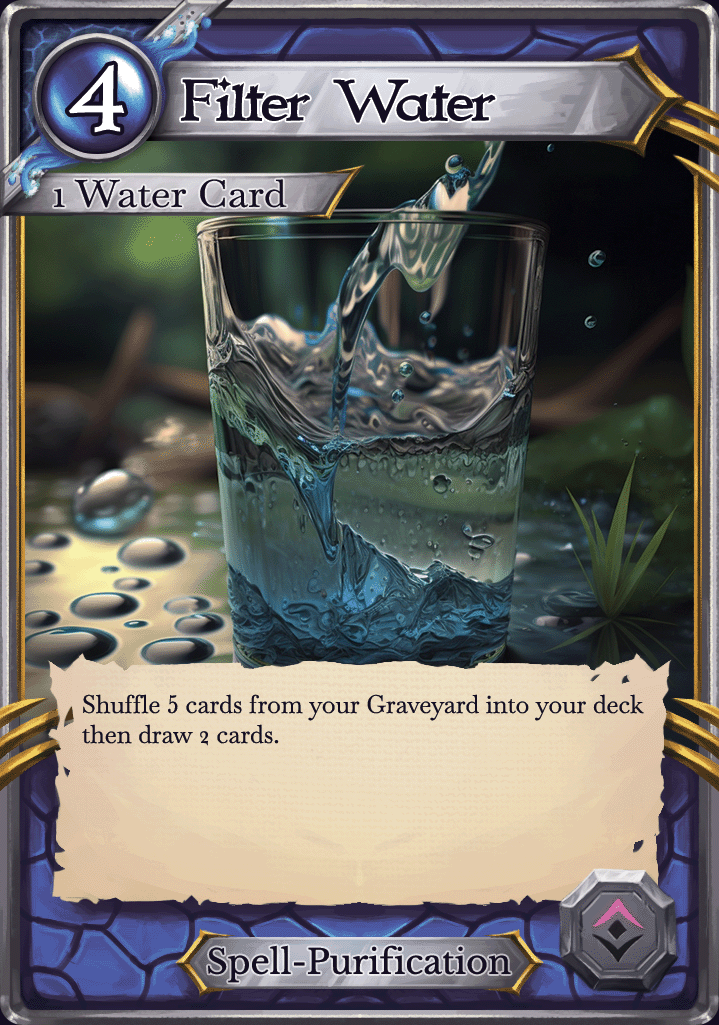 4
Filter Water
1 Water Card
Shuffle 5 cards from your Graveyard into your deck
then draw 2 cards.
Spell-Purification